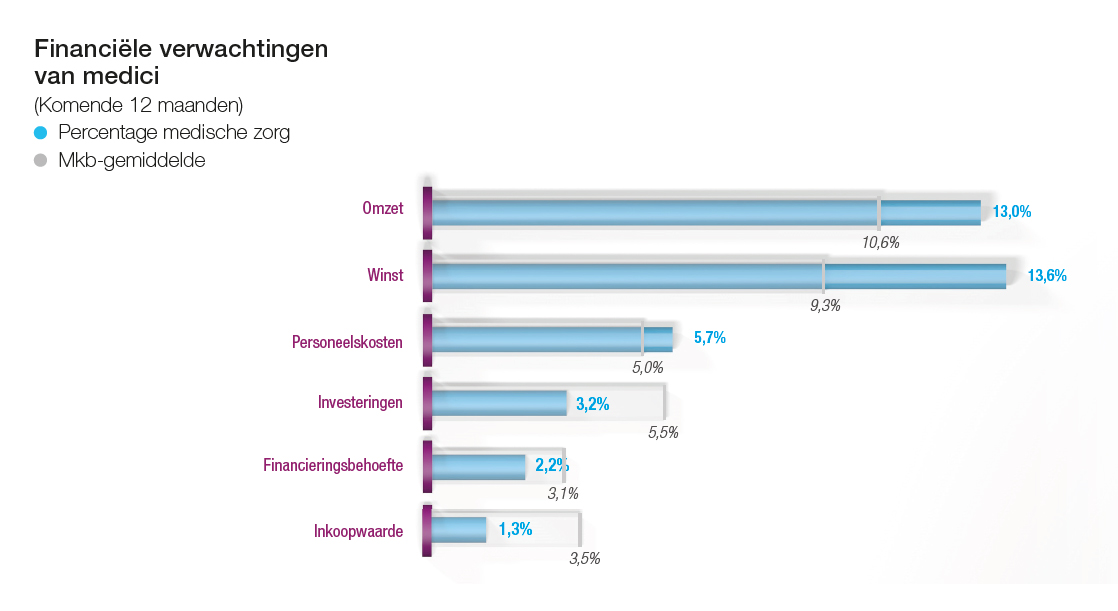 Financiële verwachtingen
van medici
(Komende 12 maanden)
Percentage medische zorg
Mkb-gemiddelde
Omzet
13,0%
10,6%
Winst
13,6%
9,3%
Personeelskosten
5,7%
5,0%
Investeringen
3,2%
5,5%
Financieringsbehoefte
2,2%
3,1%
Inkoopwaarde
1,3%
3,5%